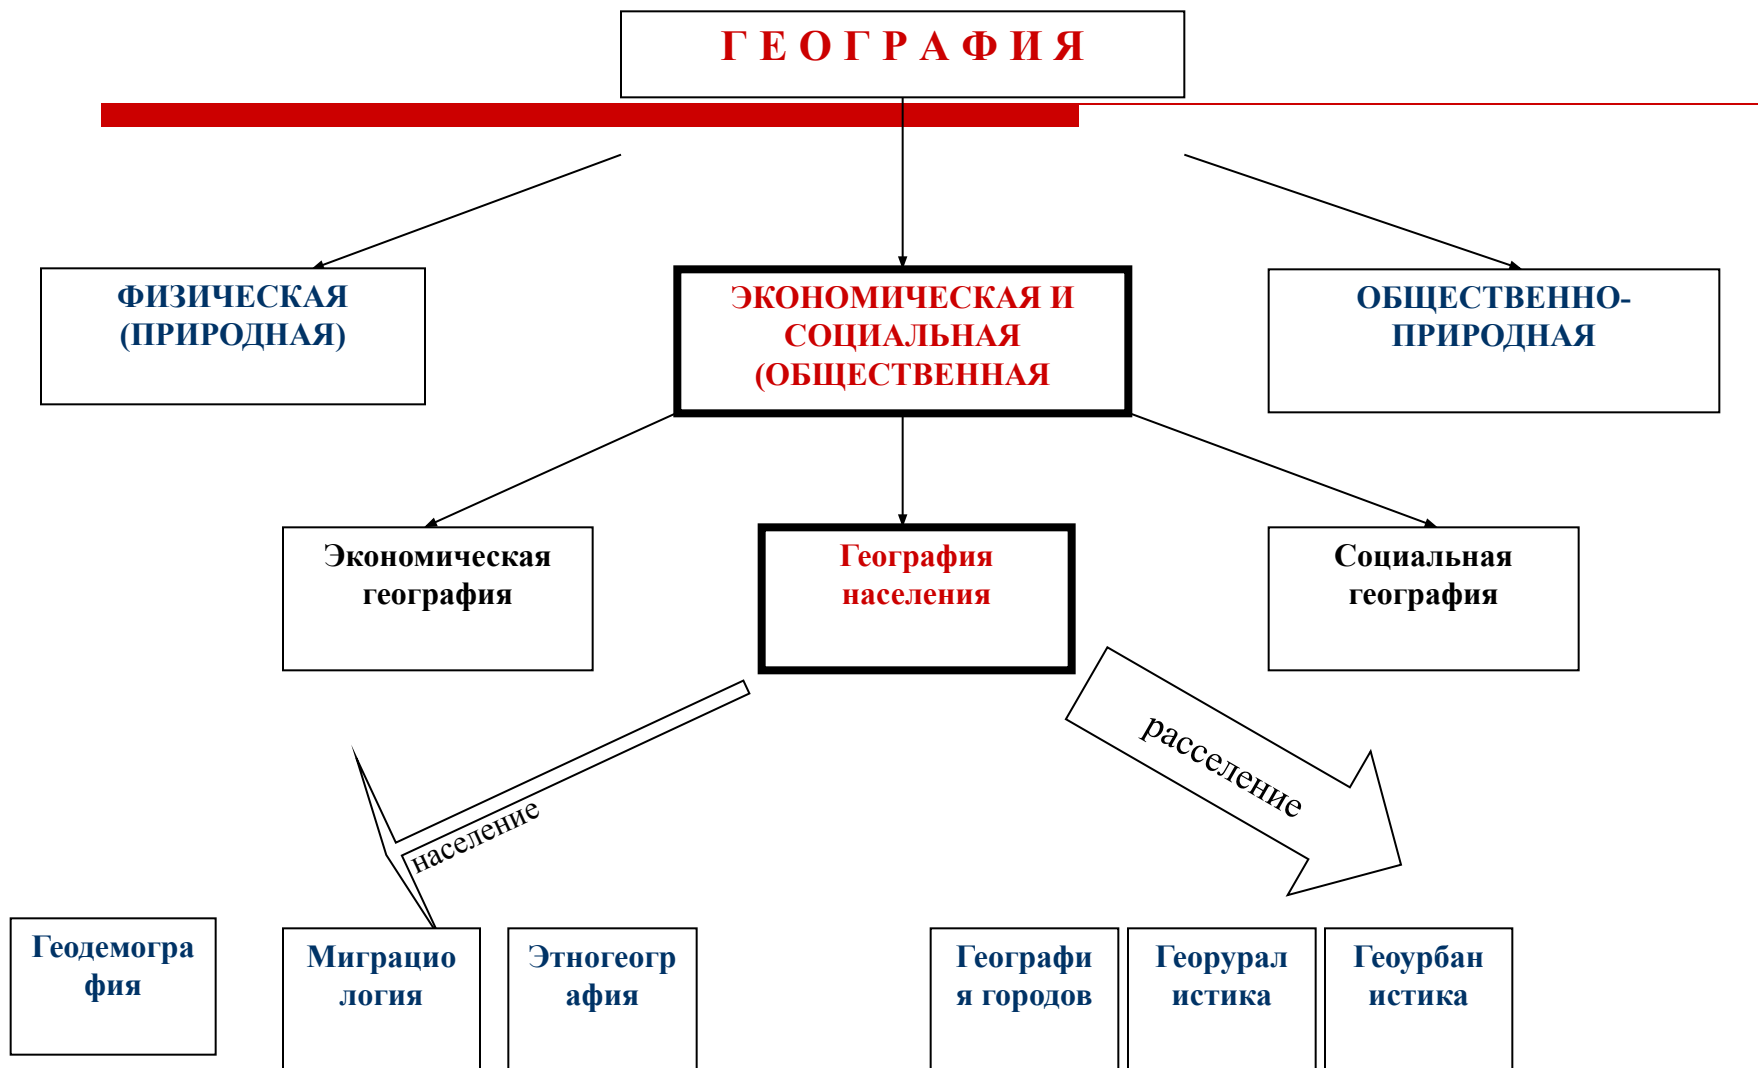 Г Е О Г Р А Ф И Я
ФИЗИЧЕСКАЯ
(ПРИРОДНАЯ)
ЭКОНОМИЧЕСКАЯ И
СОЦИАЛЬНАЯ
(ОБЩЕСТВЕННАЯ
ОБЩЕСТВЕННО-
ПРИРОДНАЯ
Экономическая
география
География
населения
Социальная
география
население
расселение
Геодемогра
фия
Миграцио
логия
Этногеогр
афия
Географи
я городов
Георурал
истика
Геоурбан
истика